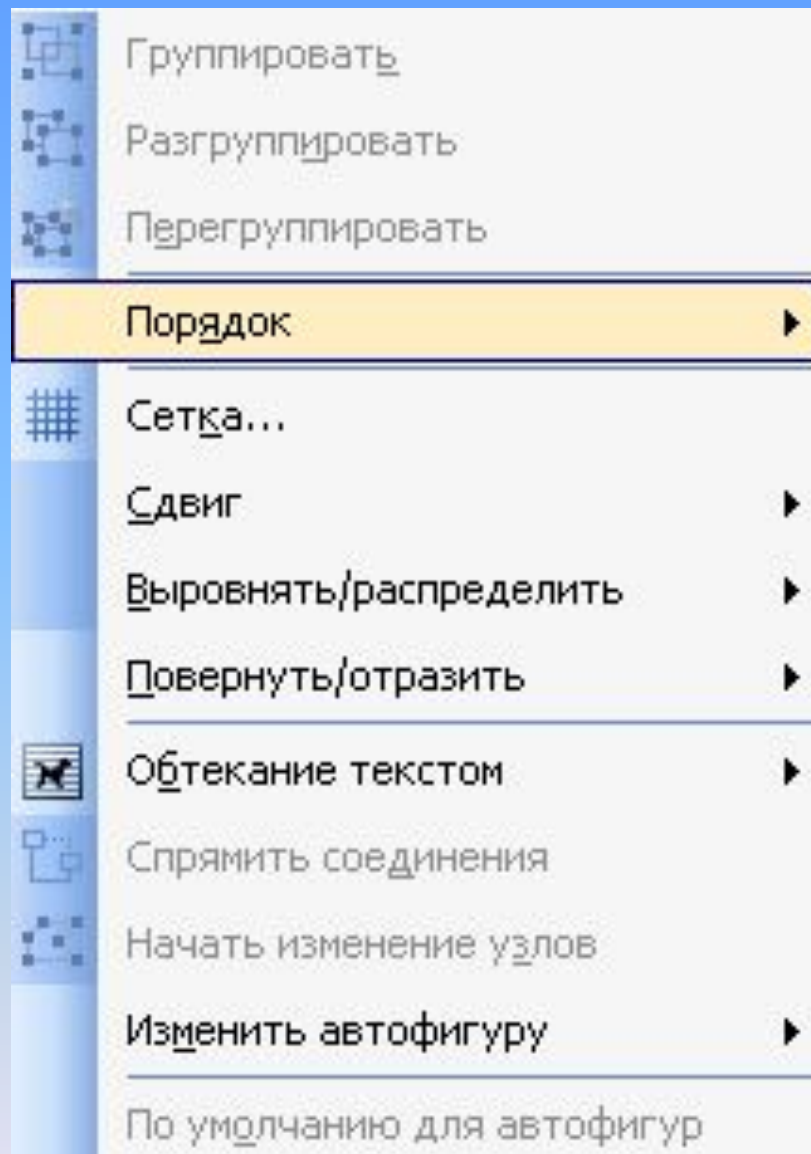 Группировать
Разгруппировать
Перегруппировать
Порядок
Сетка...
Сдвиг
Выровнять/распределить
Повернуть/отразить
Обтекание текстом
Спрямить соединения
Начать изменение узлов
Изменить автофигуру
По умолчанию для автофигур